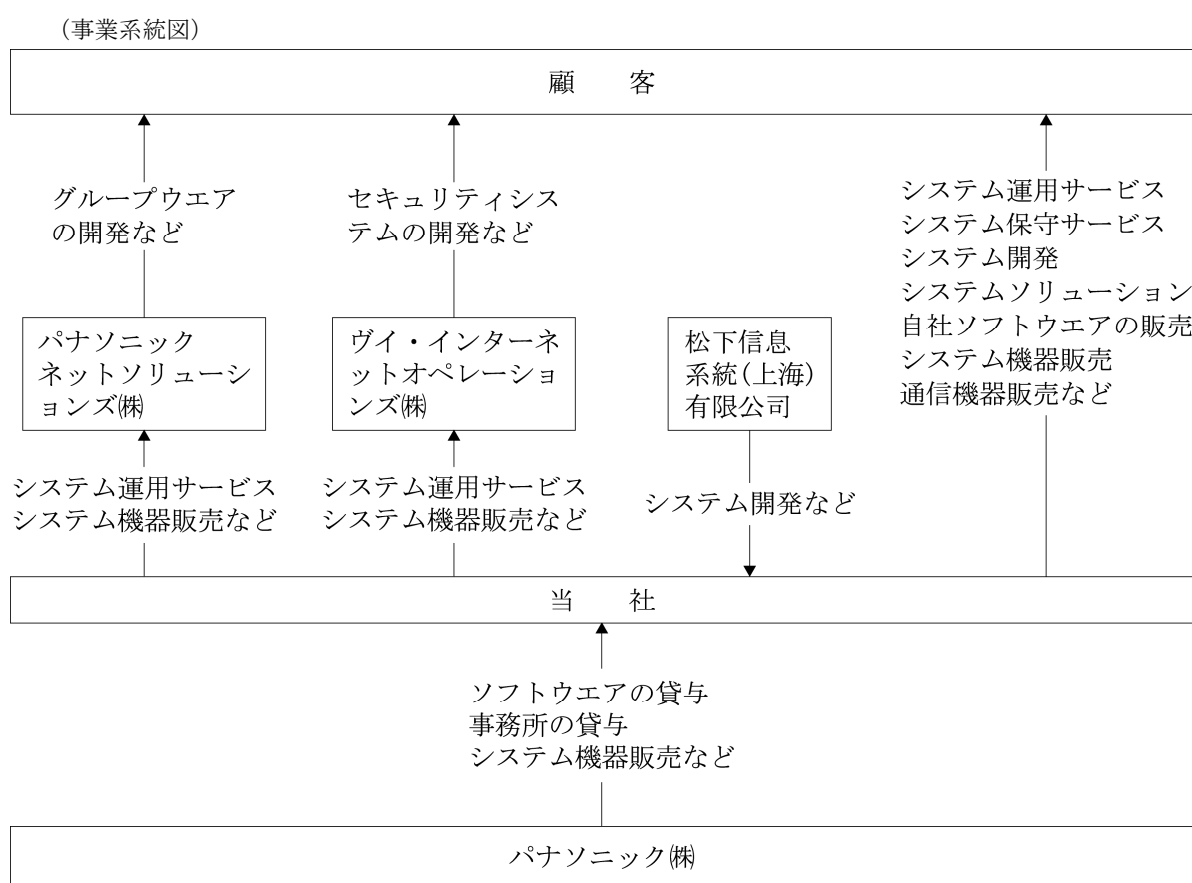 （事業系統図）
顧　客
グループウエア
の開発など
セキュリティシス
テムの開発など
システム運用サービス
システム保守サービス
システム開発
システムソリューション
自社ソフトウエアの販売
システム機器販売
通信機器販売など
パナソニック
ネットソリューシ
ョンズ㈱
ヴイ・インターネ
ットオペレーショ
ンズ㈱
松下信息
系統(上海)
有限公司
システム運用サービス
システム機器販売など
システム運用サービス
システム機器販売など
システム開発など
当　社
ソフトウエアの貸与
事務所の貸与
システム機器販売など
パナソニック㈱